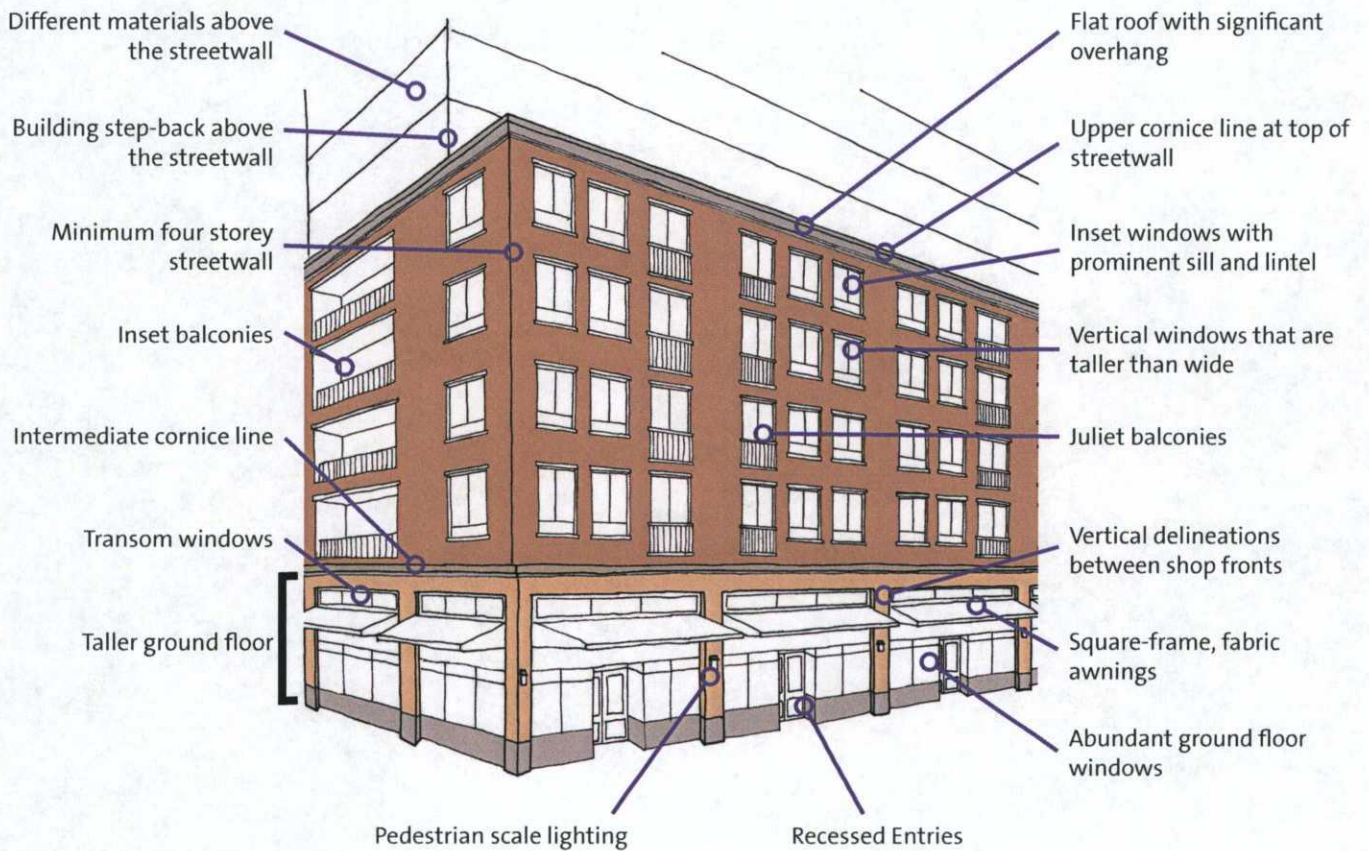 Different materials above
the streetwall
Building step-back above
the streetwall
Minimum four storey
streetwall
Inset balconies
Intermediate cornice line
Transom windows
Taller ground floor
Flat roof with significant
overhang
Upper cornice line at top of
streetwall
Inset windows with
prominent sill and lintel
Vertical windows that are
taller than wide
Juliet balconies
Vertical delineations
between shop fronts
Square-frame, fabric
awnings
Abundant ground floor
windows
Pedestrian scale lighting
Recessed Entries